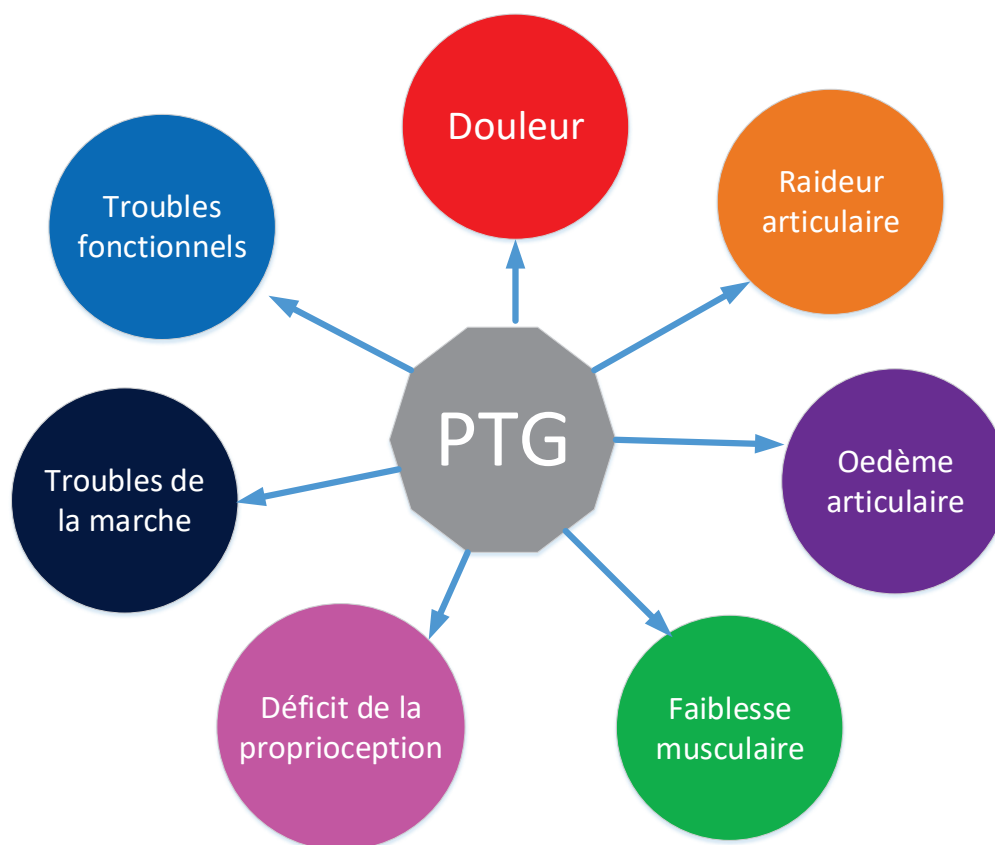 Douleur
Raideur
articulaire
Troubles
fonctionnels
PTG
Oedème
articulaire
Troubles de
la marche
Déficit de la
proprioception
Faiblesse
musculaire